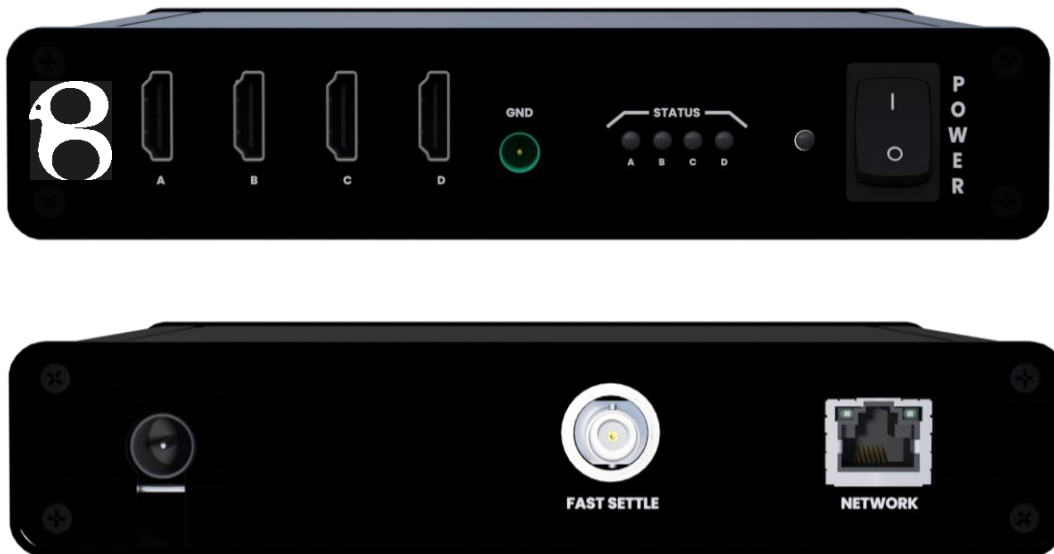 GND
STATUS
A B C D
A B C D
POWER
FAST SETTLE
NETWORK